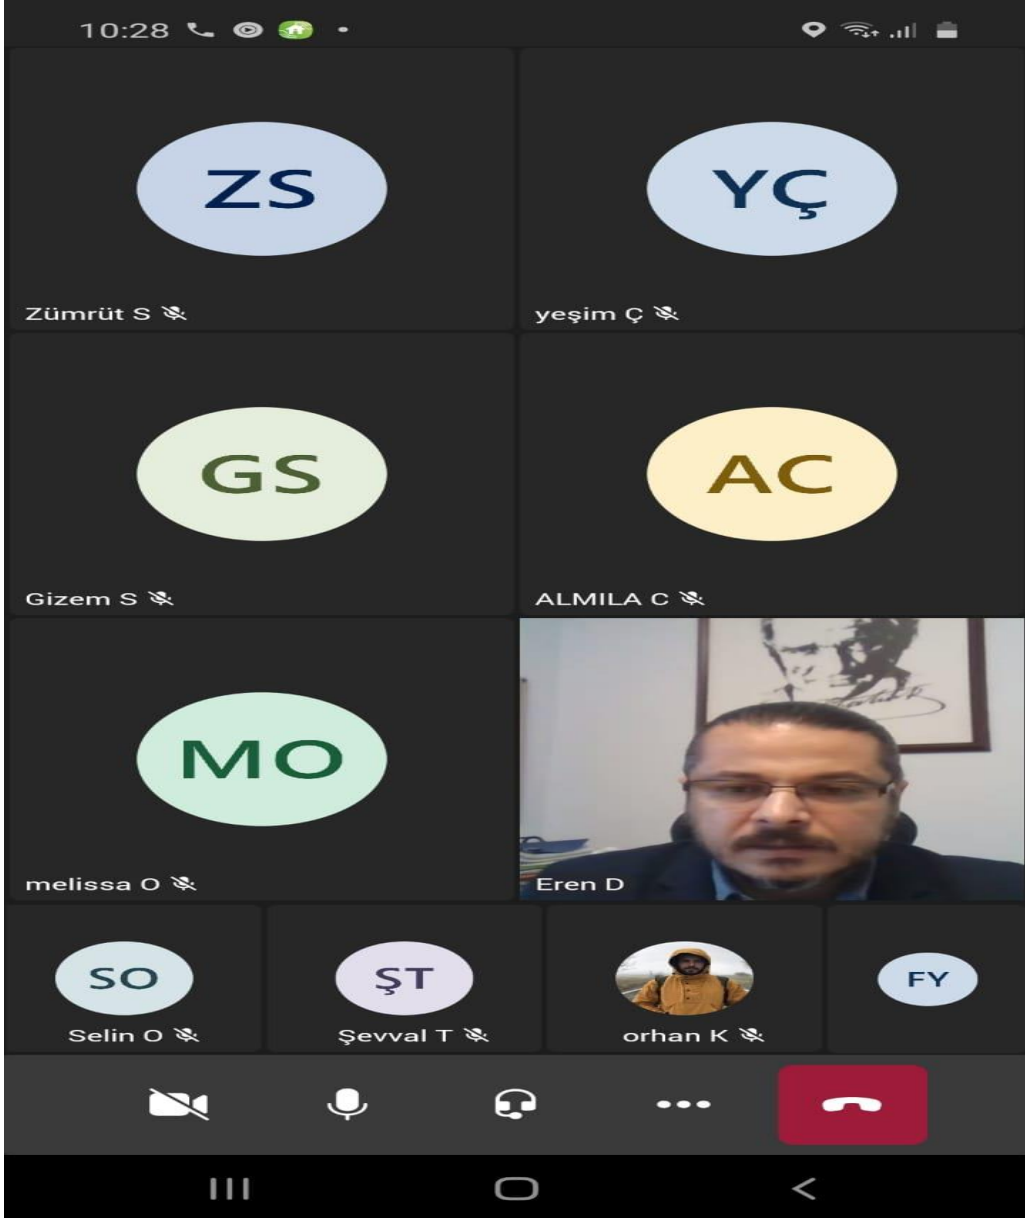 10:28
ZS
YÇ
Zümrüt S
yeşim Ç
GS
AC
Gizem S
ALMILA C
MO
melissa O
Eren D
SO
ŞT
FY
Selin O
Şevval T
orhan K